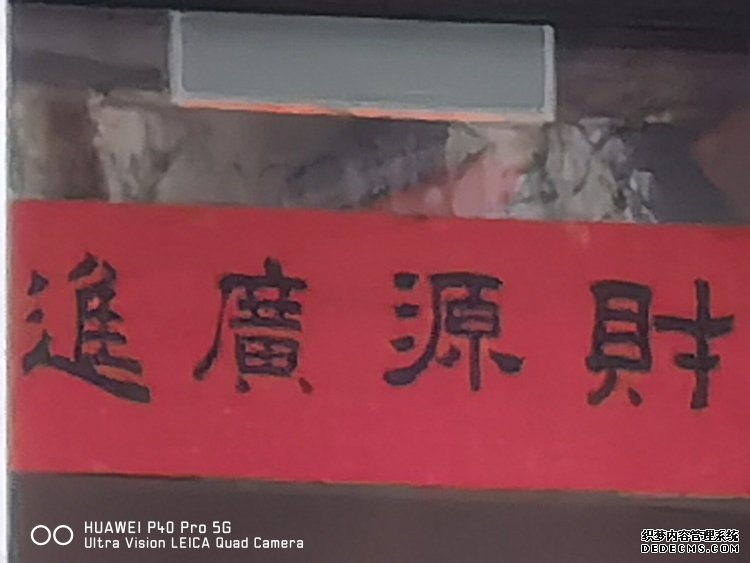 財源廣進
HUAWEI P40 Pro 5G
Ultra Vision LEICA Quad Camera
织梦内容管理系统
DEDECMS.COM